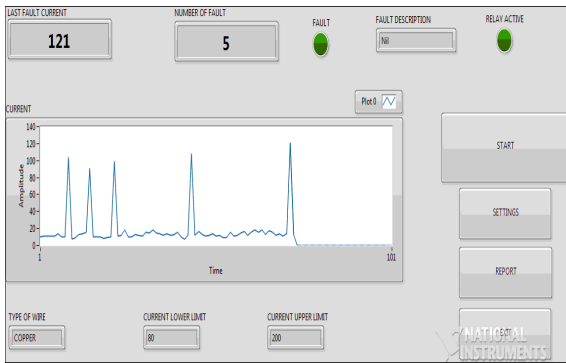 LAST FAULT CURRENT
121
NUMBER OF FAULT
5
FAULT
FAULT DESCRIPTION
Nil
RELAY ACTIVE
Plot 0
CURRENT
Amplitude
140
120
100
80
60
40
20
0
1
101
Time
START
SETTINGS
REPORT
EXIT
TYPE OF WIRE
COPPER
CURRENT LOWER LIMIT
80
CURRENT UPPER LIMIT
200
NATIONAL
INSTRUMENTS